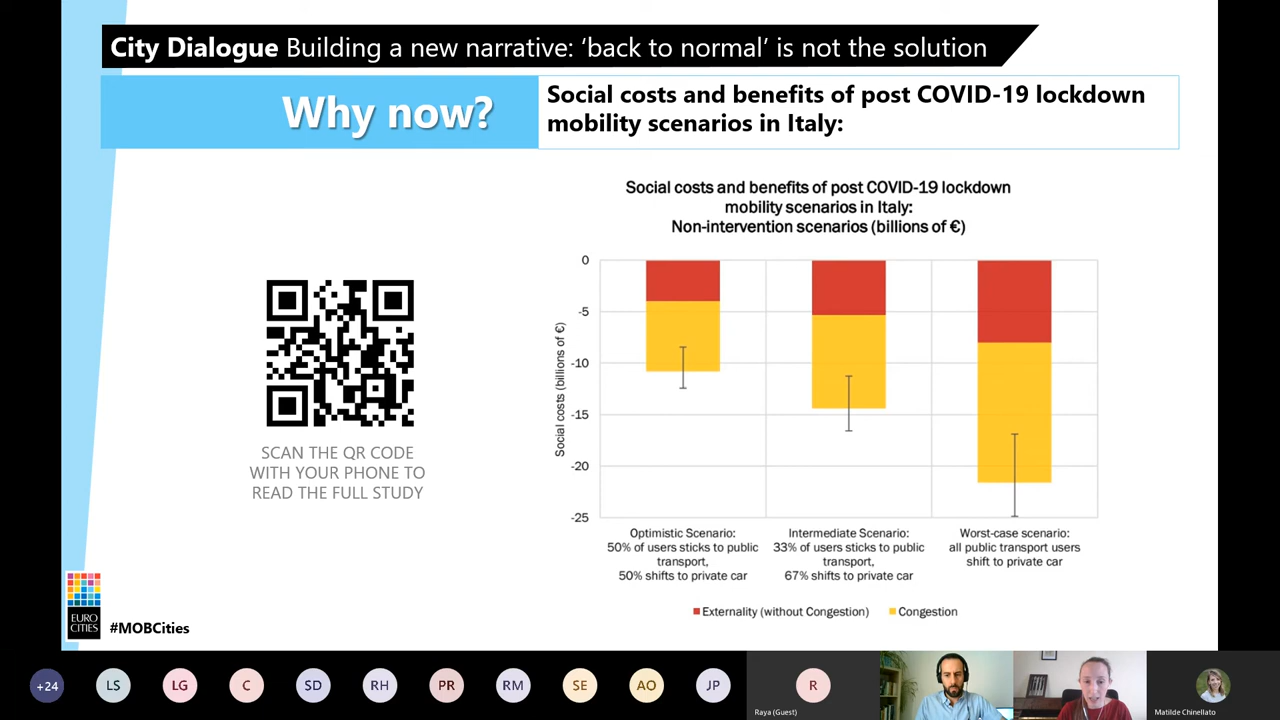 City Dialogue Building a new narrative: ‘back to normal’ is not the solution
Why now?
Social costs and benefits of post COVID-19 lockdown
mobility scenarios in Italy:
Social costs and benefits of post COVID-19 lockdown
mobility scenarios in Italy:
Non-intervention scenarios (billions of €)
Social costs (billions of €)
0
-5
-10
-15
-20
-25
Optimistic Scenario:
50% of users sticks to public
transport,
50% shifts to private car
Intermediate Scenario:
33% of users sticks to public
transport,
67% shifts to private car
Worst-case scenario:
all public transport users
shift to private car
Externality (without Congestion)
Congestion
SCAN THE QR CODE
WITH YOUR PHONE TO
READ THE FULL STUDY
EURO
CITIES
#MOBCities
+24
LS
LG
C
SD
RH
PR
RM
SE
AO
JP
R
Raya (Guest)
Matilde Chinellato